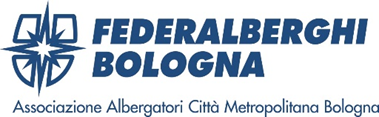 FEDERALBERGHI
BOLOGNA
Associazione Albergatori Città Metropolitana Bologna